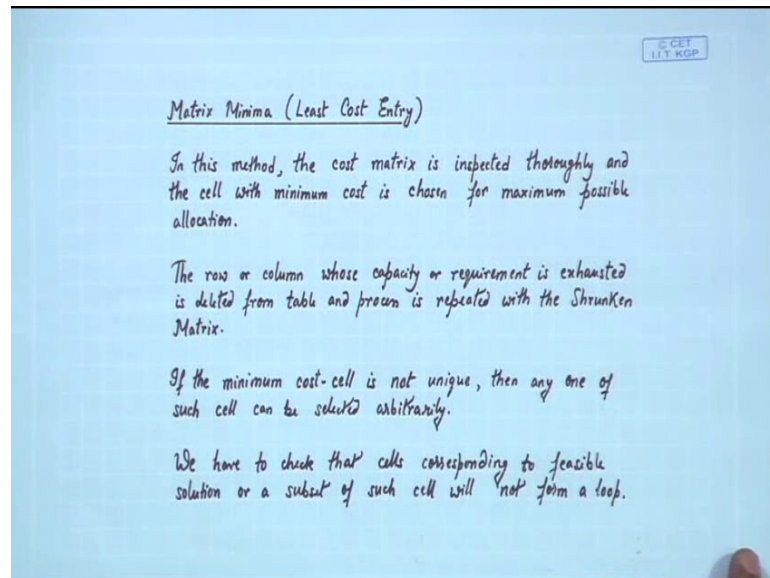 © CET
I.I.T KGP
Matrix Minima (Least Cost Entry)
In this method, the cost matrix is inspected thoroughly and
the cell with minimum cost is chosen for maximum possible
allocation.
The row or column whose capacity or requirement is exhausted
is deleted from table and process is repeated with the Shrunken
Matrix.
If the minimum cost-cell is not unique, then any one of
such cell can be selected arbitrarily.
We have to check that cells corresponding to feasible
solution or a subset of such cell will not form a loop.